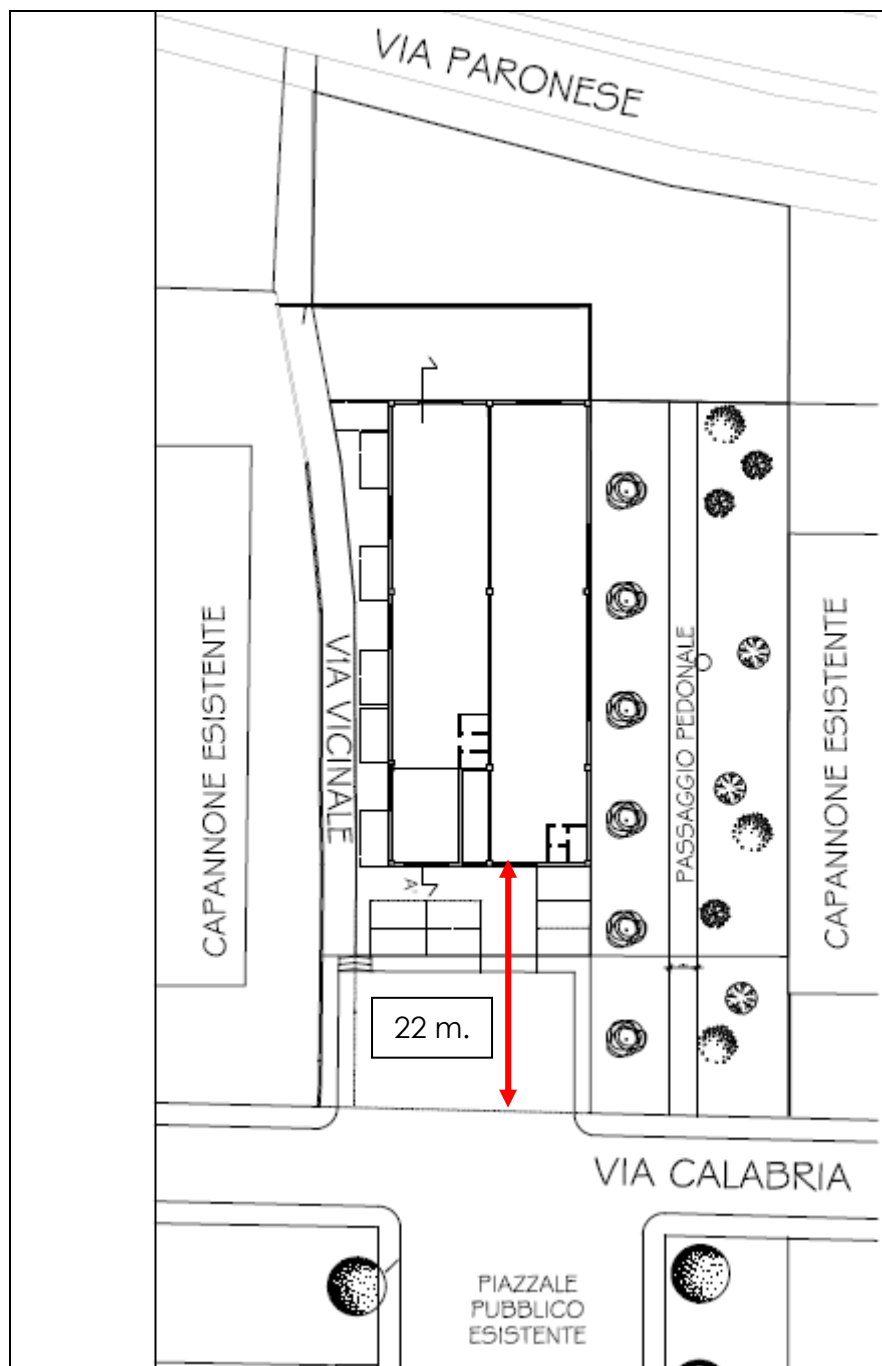 VIA PARONESE
CAPANNONE ESISTENTE
VIA VICINALE
PASSAGGIO PEDONALE
CAPANNONE ESISTENTE
A
22 m.
VIA CALABRIA
PIAZZALE
PUBBLICO
ESISTENTE